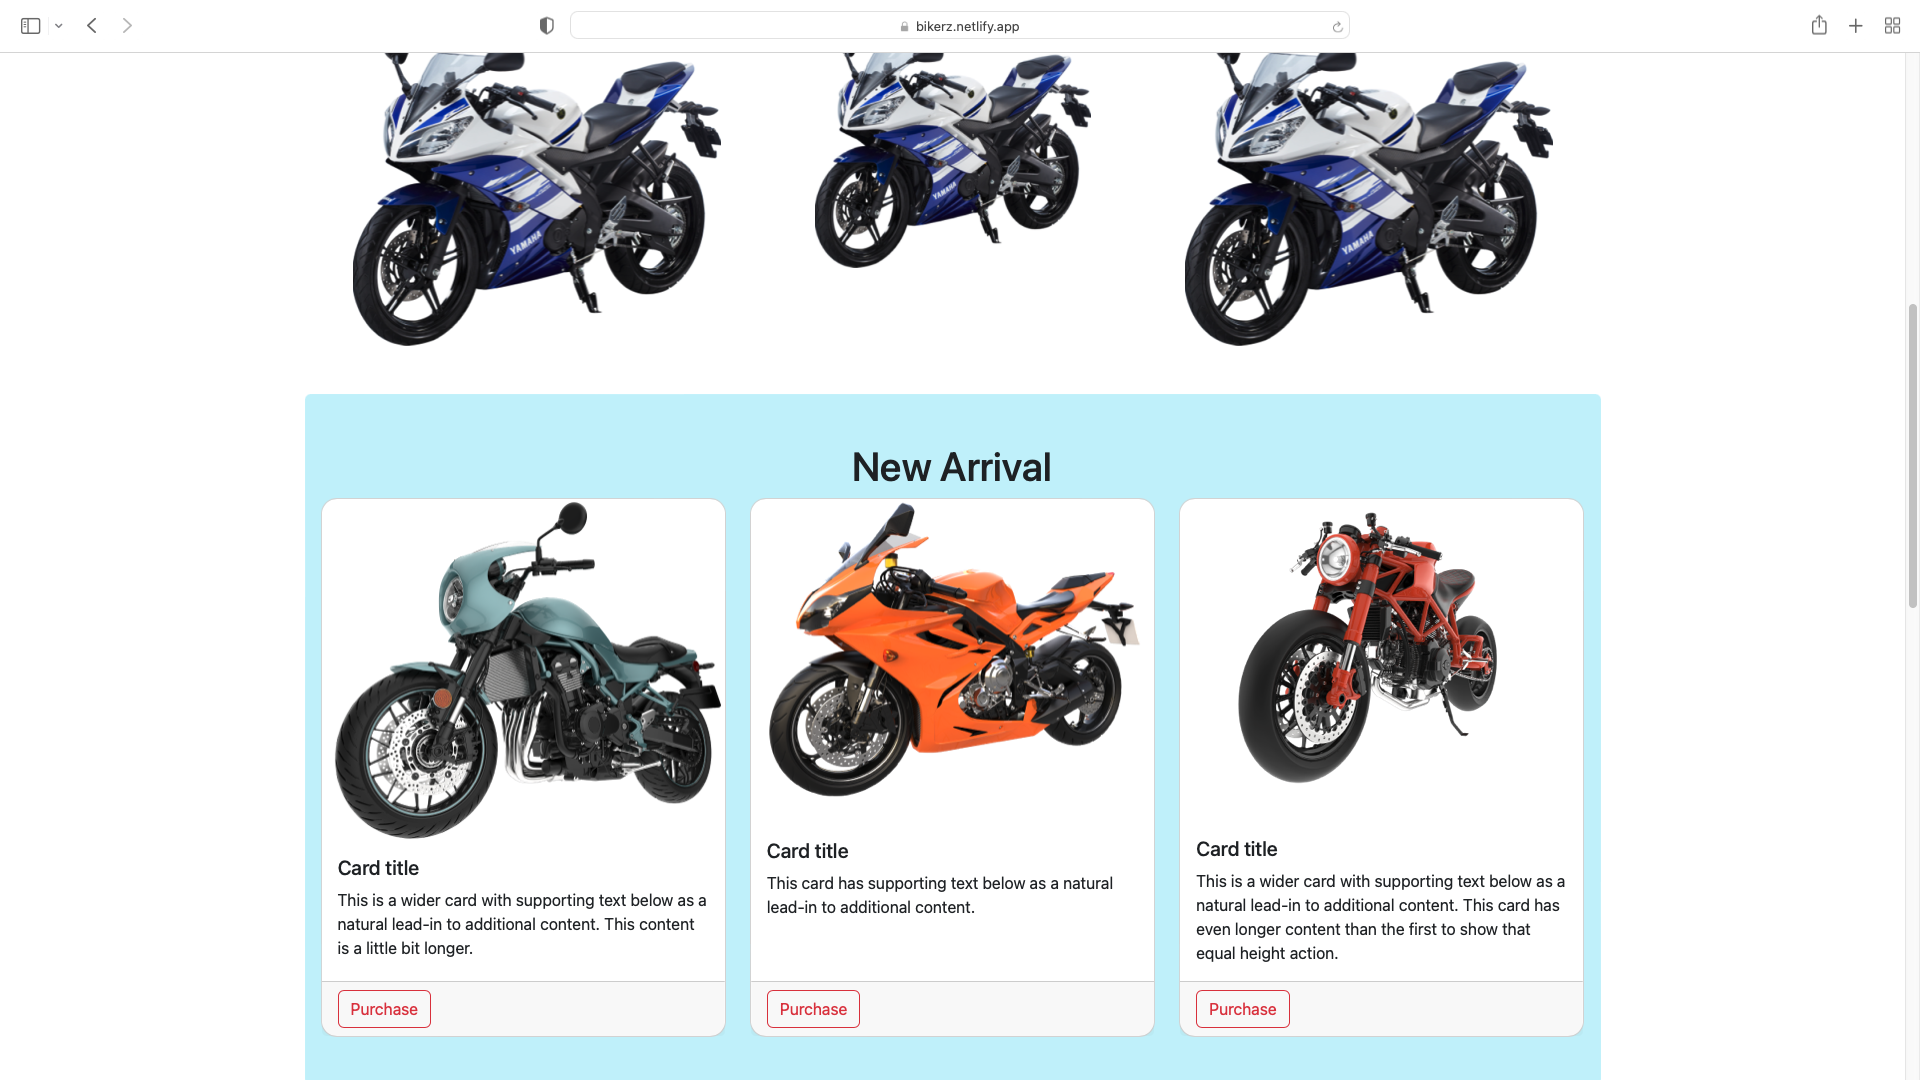 bikerz.netlify.app
YAMAHA
YAMAHA
YAMAHA
New Arrival
Card title
This is a wider card with supporting text below as a
natural lead-in to additional content. This content
is a little bit longer.
Purchase
Card title
This card has supporting text below as a natural
lead-in to additional content.
Purchase
Card title
This is a wider card with supporting text below as a
natural lead-in to additional content. This card has
even longer content than the first to show that
equal height action.
Purchase